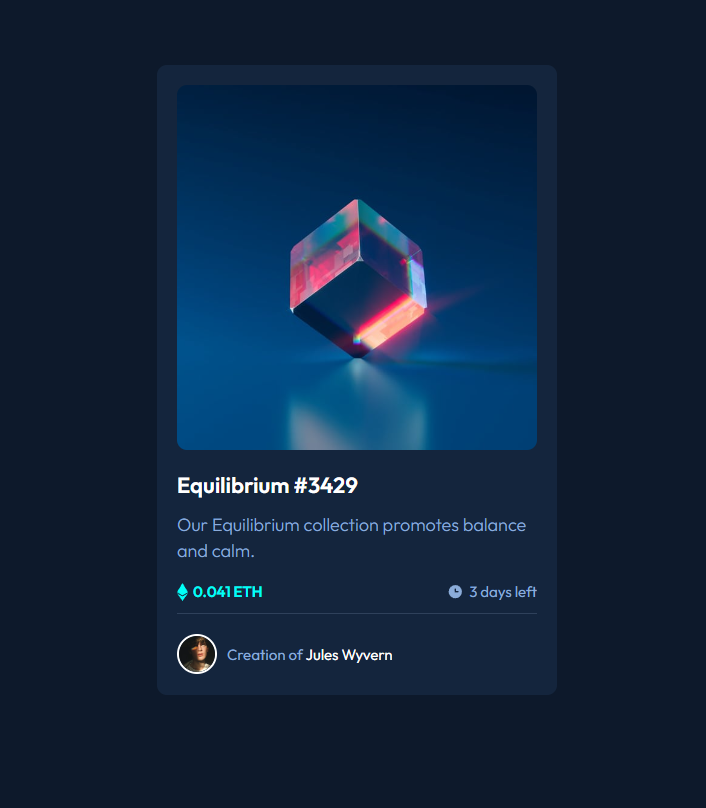 Equilibrium #3429
Our Equilibrium collection promotes balance
and calm.
0.041 ETH
3 days left
Creation of Jules Wyvern